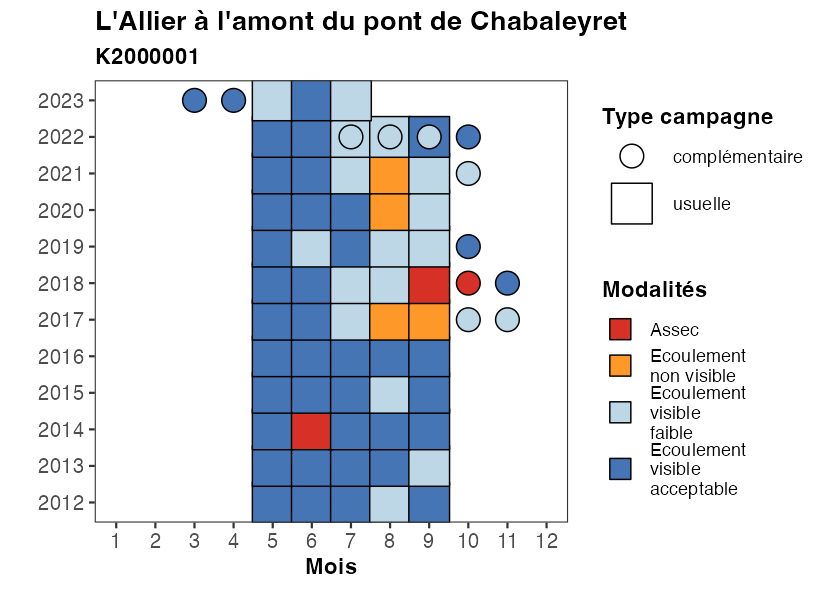 L'Allier à l'amont du pont de Chabaleyret
K2000001
2023
2022
2021
2020
2019
2018
2017
2016
2015
2014
2013
2012
1 2 3 4 5 6 7 8 9 10 11 12
Mois
Type campagne
complémentaire
usuelle
Modalités
Assec
Ecoulement
non visible
Ecoulement
visible
faible
Ecoulement
visible
acceptable